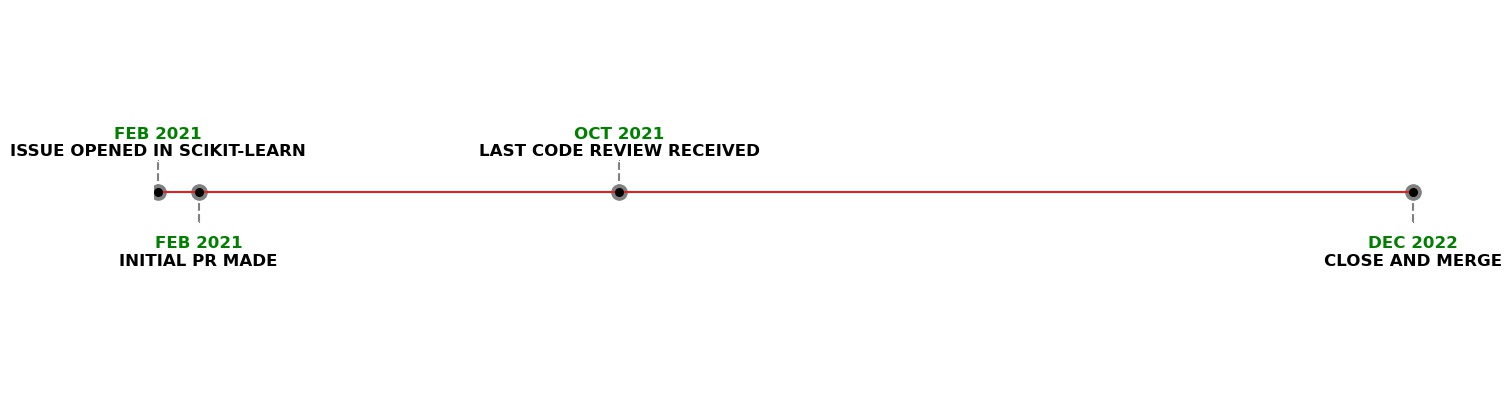 FEB 2021
ISSUE OPENED IN SCIKIT-LEARN
OCT 2021
LAST CODE REVIEW RECEIVED
FEB 2021
INITIAL PR MADE
DEC 2022
CLOSE AND MERGE